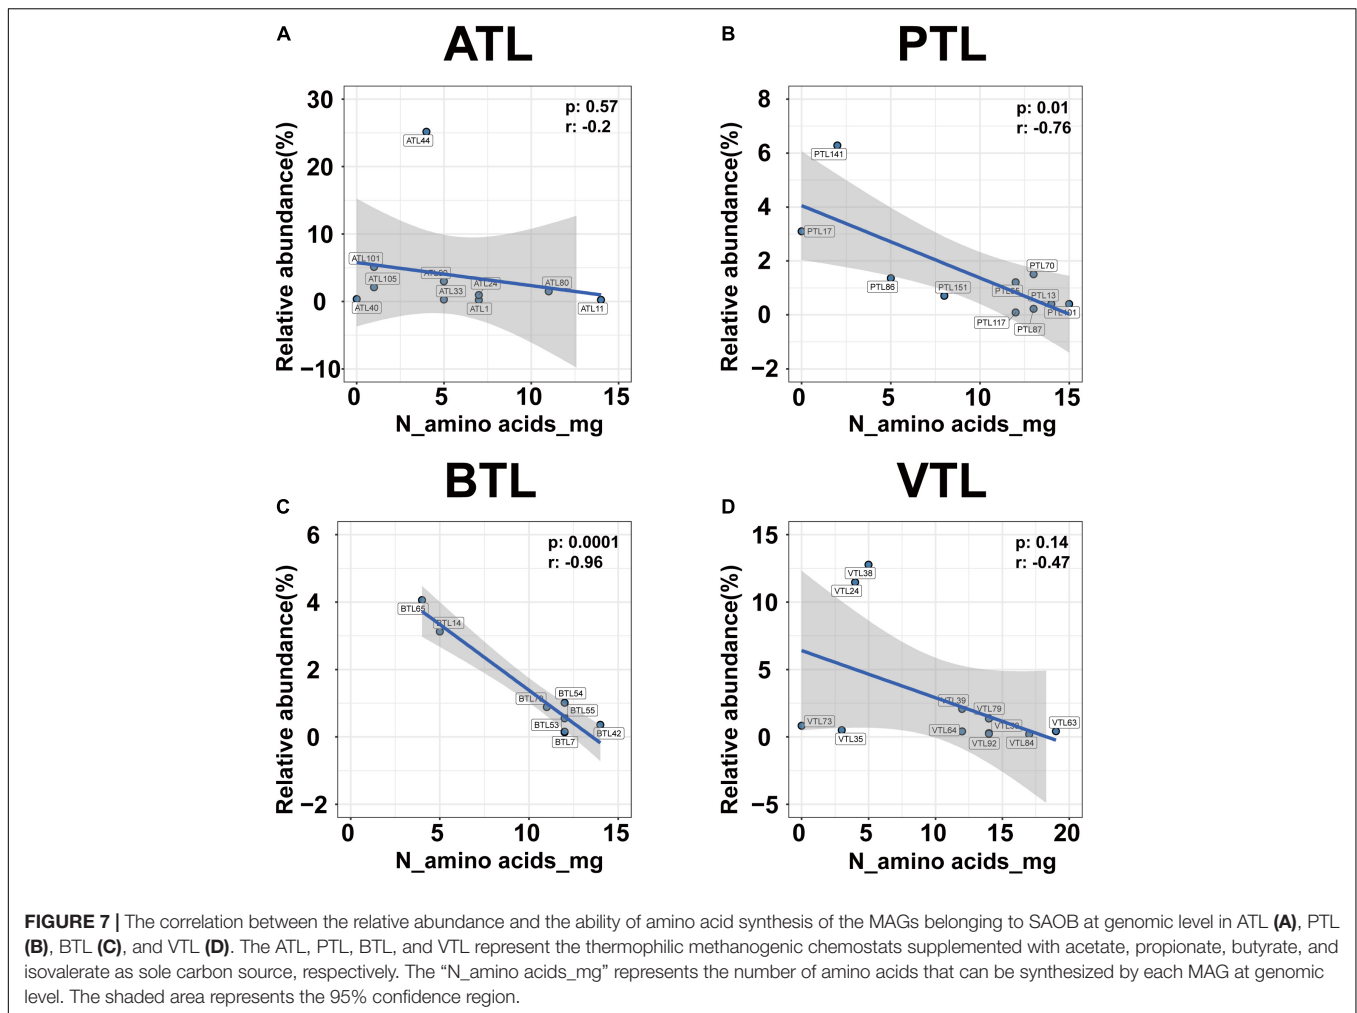 A
ATL
Relative abundance(%)
30
20
10
0
−10
p: 0.57
r: -0.2
ATL44
ATL101
ATL105
ATL40
ATL33
ATL24
ATL1
ATL80
ATL11
0 5 10 15
N_amino acids_mg
B
PTL
Relative abundance(%)
8
6
4
2
0
−2
p: 0.01
r: -0.76
PTL141
PTL17
PTL86
PTL151
PTL70
PTL13
PTL117
PTL87
0 5 10 15
N_amino acids_mg
C
BTL
Relative abundance(%)
6
4
2
0
−2
p: 0.0001
r: -0.96
BTL65
BTL14
BTL54
BTL55
BTL53
BTL7
BTL42
0 5 10 15
N_amino acids_mg
D
VTL
Relative abundance(%)
15
10
5
0
−5
p: 0.14
r: -0.47
VTL38
VTL24
VTL73
VTL35
VTL39
VTL79
VTL64
VTL92
VTL84
VTL63
0 5 10 15 20
N_amino acids_mg
FIGURE 7 | The correlation between the relative abundance and the ability of amino acid synthesis of the MAGs belonging to SAOB at genomic level in ATL (A), PTL
(B), BTL (C), and VTL (D). The ATL, PTL, BTL, and VTL represent the thermophilic methanogenic chemostats supplemented with acetate, propionate, butyrate, and
isovalerate as sole carbon source, respectively. The “N_amino acids_mg” represents the number of amino acids that can be synthesized by each MAG at genomic
level. The shaded area represents the 95% confidence region.